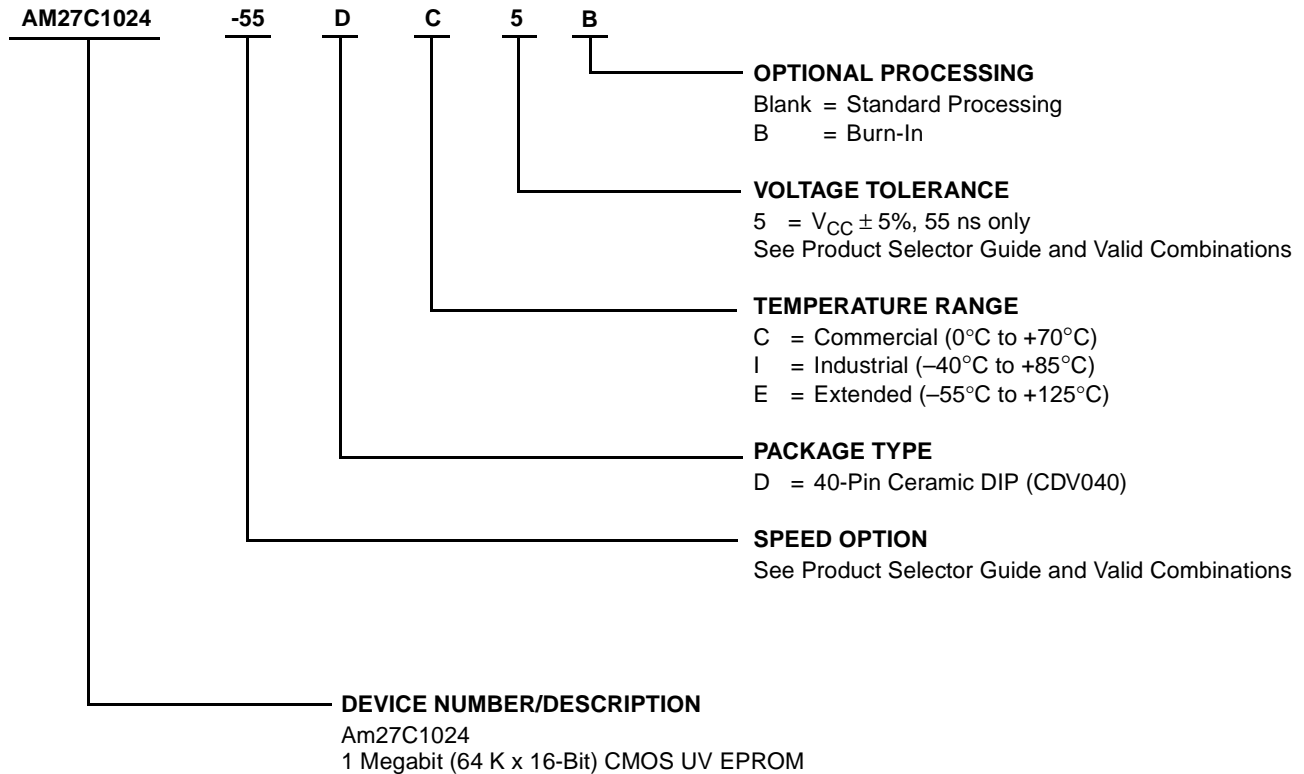 AM27C1024 -55 D C 5 B
OPTIONAL PROCESSING
Blank = Standard Processing
B = Burn-In
VOLTAGE TOLERANCE
5 = VCC ± 5%, 55 ns only
See Product Selector Guide and Valid Combinations
TEMPERATURE RANGE
C = Commercial (0°C to +70°C)
I = Industrial (–40°C to +85°C)
E = Extended (–55°C to +125°C)
PACKAGE TYPE
D = 40-Pin Ceramic DIP (CDV040)
SPEED OPTION
See Product Selector Guide and Valid Combinations
DEVICE NUMBER/DESCRIPTION
Am27C1024
1 Megabit (64 K x 16-Bit) CMOS UV EPROM